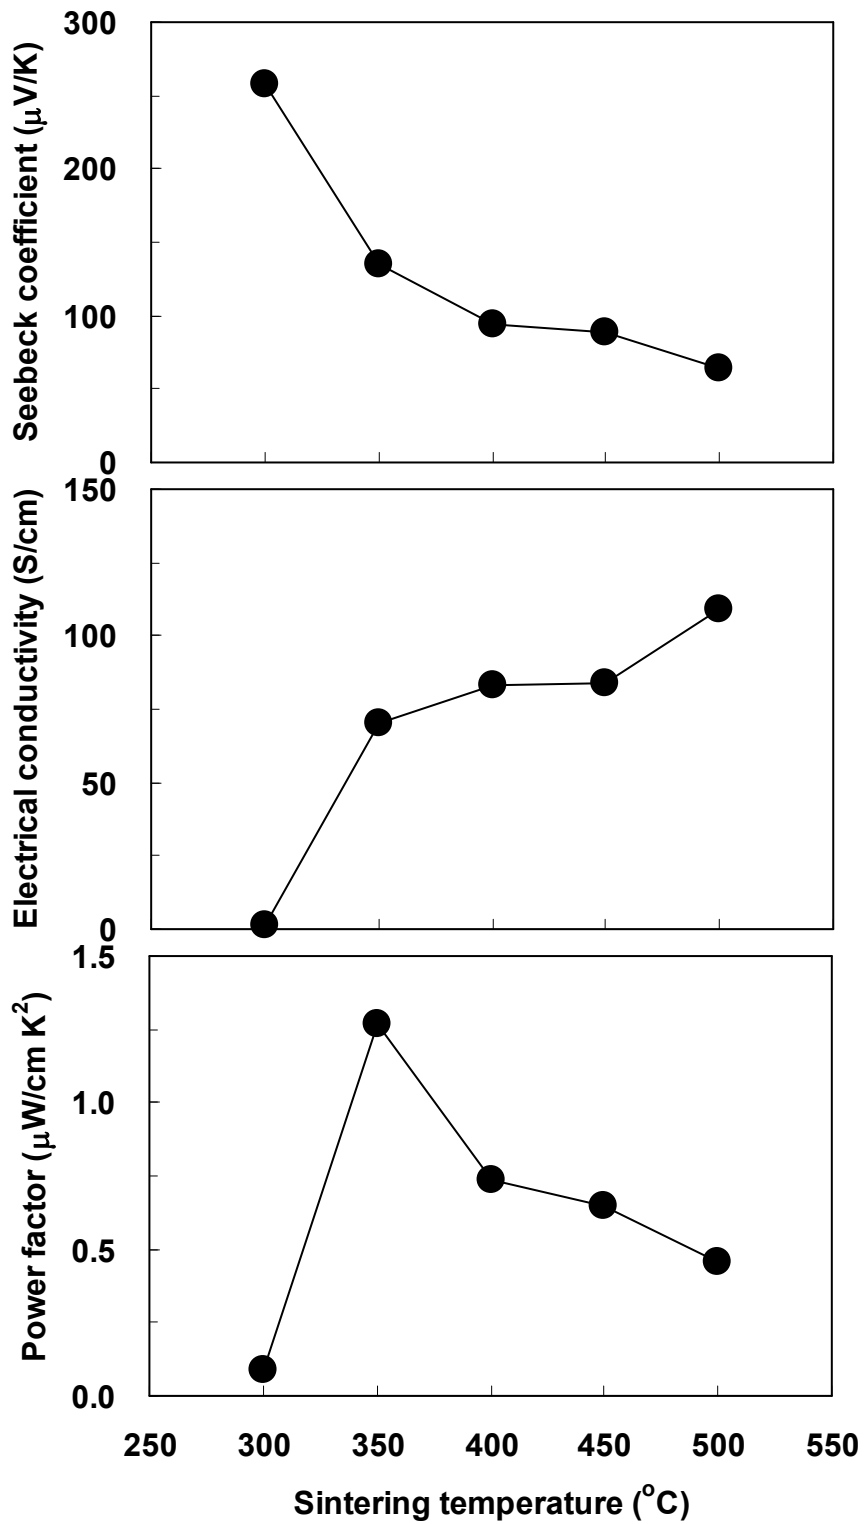 Seebeck coefficient (μV/K)
300
200
100
0
Electrical conductivity (S/cm)
150
100
50
0
Power factor (μW/cm K²)
1.5
1.0
0.5
0.0
250 300 350 400 450 500 550
Sintering temperature (°C)